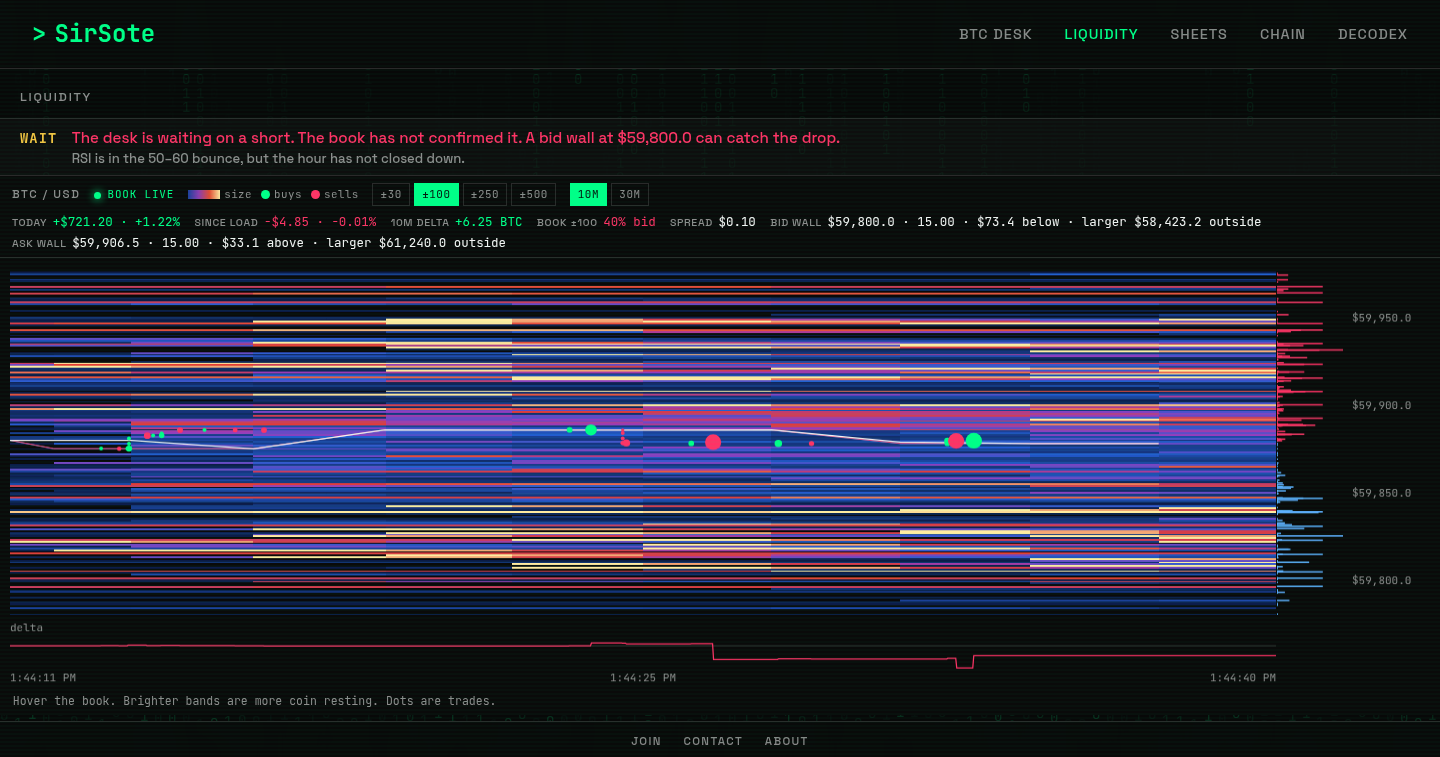 > SirSote
BTC DESK LIQUIDITY SHEETS CHAIN DECODEX
LIQUIDITY
WAIT The desk is waiting on a short. The book has not confirmed it. A bid wall at $59,800.0 can catch the drop.
RSI is in the 50–60 bounce, but the hour has not closed down.
BTC / USD BOOK LIVE size buys sells ±30 ±100 ±250 ±500 10M 30M
TODAY +$721.20 · +1.22% SINCE LOAD -$4.85 · -0.01% 10M DELTA +6.25 BTC BOOK ±100 40% bid SPREAD $0.10 BID WALL $59,800.0 · 15.00 · $73.4 below · larger $58,423.2 outside
ASK WALL $59,906.5 · 15.00 · $33.1 above · larger $61,240.0 outside
$59,950.0
$59,900.0
$59,850.0
$59,800.0
delta
1:44:11 PM 1:44:25 PM 1:44:40 PM
Hover the book. Brighter bands are more coin resting. Dots are trades.
JOIN CONTACT ABOUT